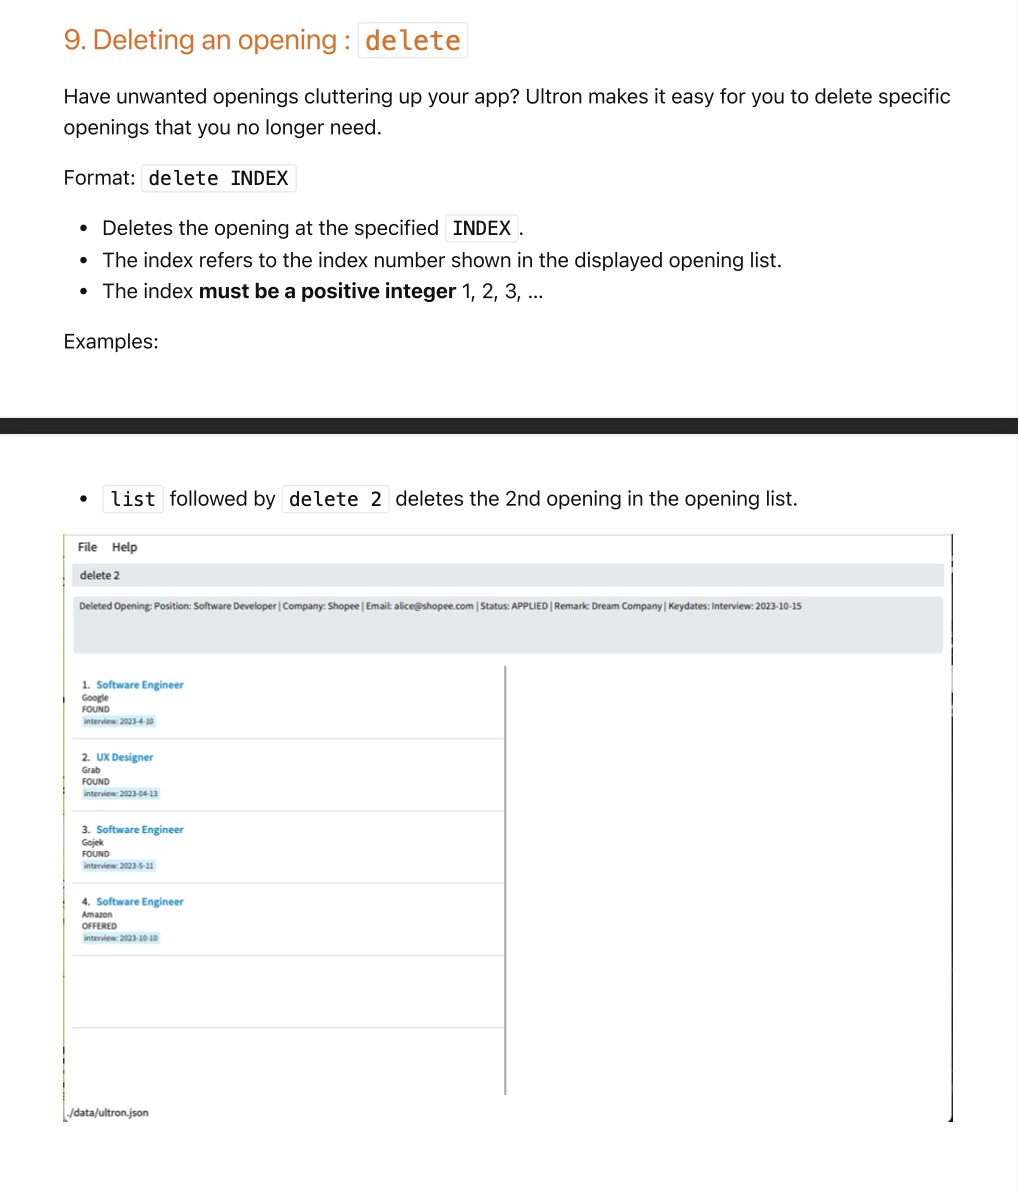 9. Deleting an opening : delete
Have unwanted openings cluttering up your app? Ultron makes it easy for you to delete specific
openings that you no longer need.
Format: delete INDEX
• Deletes the opening at the specified INDEX .
• The index refers to the index number shown in the displayed opening list.
• The index must be a positive integer 1, 2, 3, ...
Examples:
• list followed by delete 2 deletes the 2nd opening in the opening list.
File Help
delete 2
Deleted Opening: Position: Software Developer | Company: Shopee | Email: alice@shopee.com | Status: APPLIED | Remark: Dream Company | Keydates: Interview: 2023-10-15
1. Software Engineer
Google
FOUND
interview: 2023-4-10
2. UX Designer
Grab
FOUND
interview: 2023-04-13
3. Software Engineer
Gojek
FOUND
interview: 2023-5-11
4. Software Engineer
Amazon
OFFERED
interview: 2023-10-10
./data/ultron.json